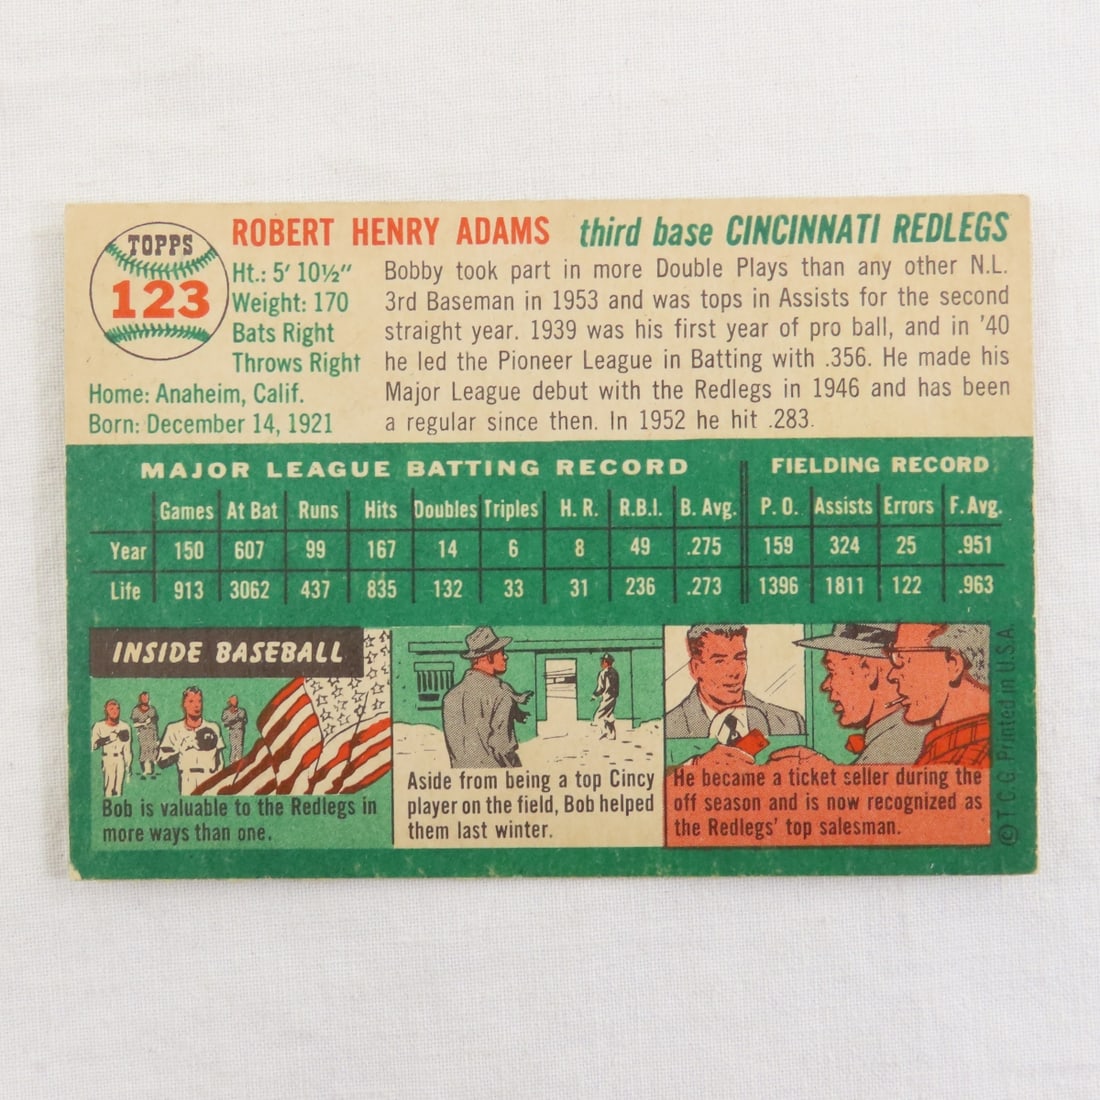 TOPPS
123
ROBERT HENRY ADAMS third base CINCINNATI REDLEGS
Ht.: 5' 10½"
Weight: 170
Bats Right
Throws Right
Home: Anaheim, Calif.
Born: December 14, 1921
Bobby took part in more Double Plays than any other N.L.
3rd Baseman in 1953 and was tops in Assists for the second
straight year. 1939 was his first year of pro ball, and in '40
he led the Pioneer League in Batting with .356. He made his
Major League debut with the Redlegs in 1946 and has been
a regular since then. In 1952 he hit .283.
MAJOR LEAGUE BATTING RECORD FIELDING RECORD
Games At Bat Runs Hits Doubles Triples H. R. R.B.I. B. Avg. P. O. Assists Errors F. Avg.
Year 150 607 99 167 14 6 8 49 .275 159 324 25 .951
Life 913 3062 437 835 132 33 31 236 .273 1396 1811 122 .963
INSIDE BASEBALL
Bob is valuable to the Redlegs in
more ways than one.
Aside from being a top Cincy
player on the field, Bob helped
them last winter.
He became a ticket seller during the
off season and is now recognized as
the Redlegs' top salesman.
© T.C.G. Printed in U.S.A.